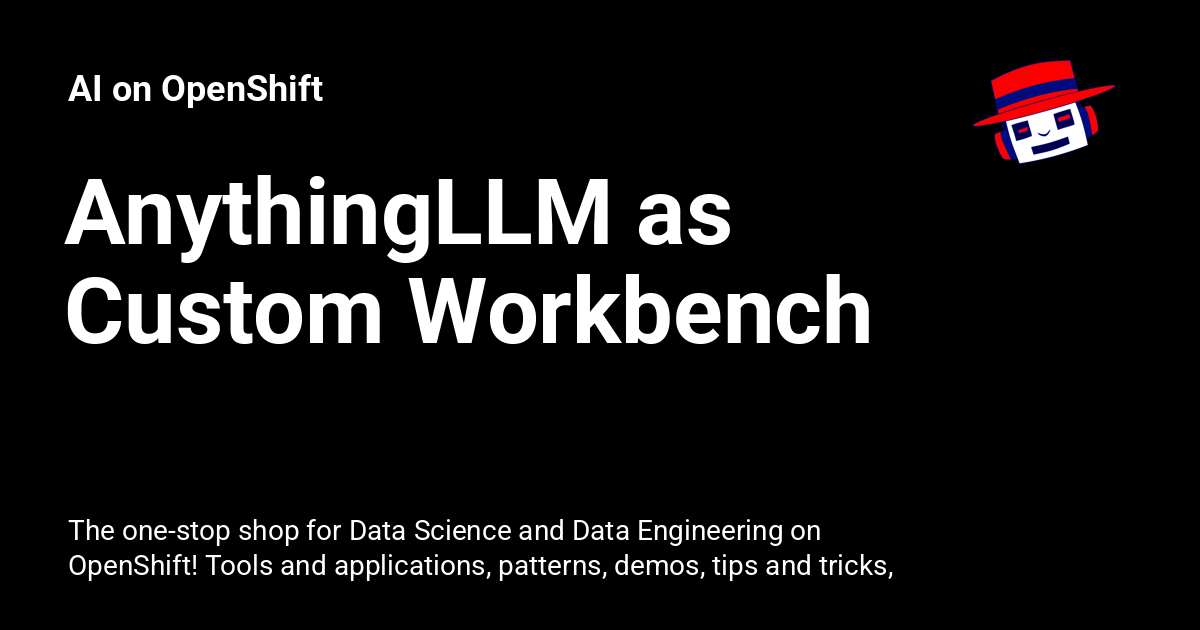 AI on OpenShift
AnythingLLM as
Custom Workbench
The one-stop shop for Data Science and Data Engineering on
OpenShift! Tools and applications, patterns, demos, tips and tricks,